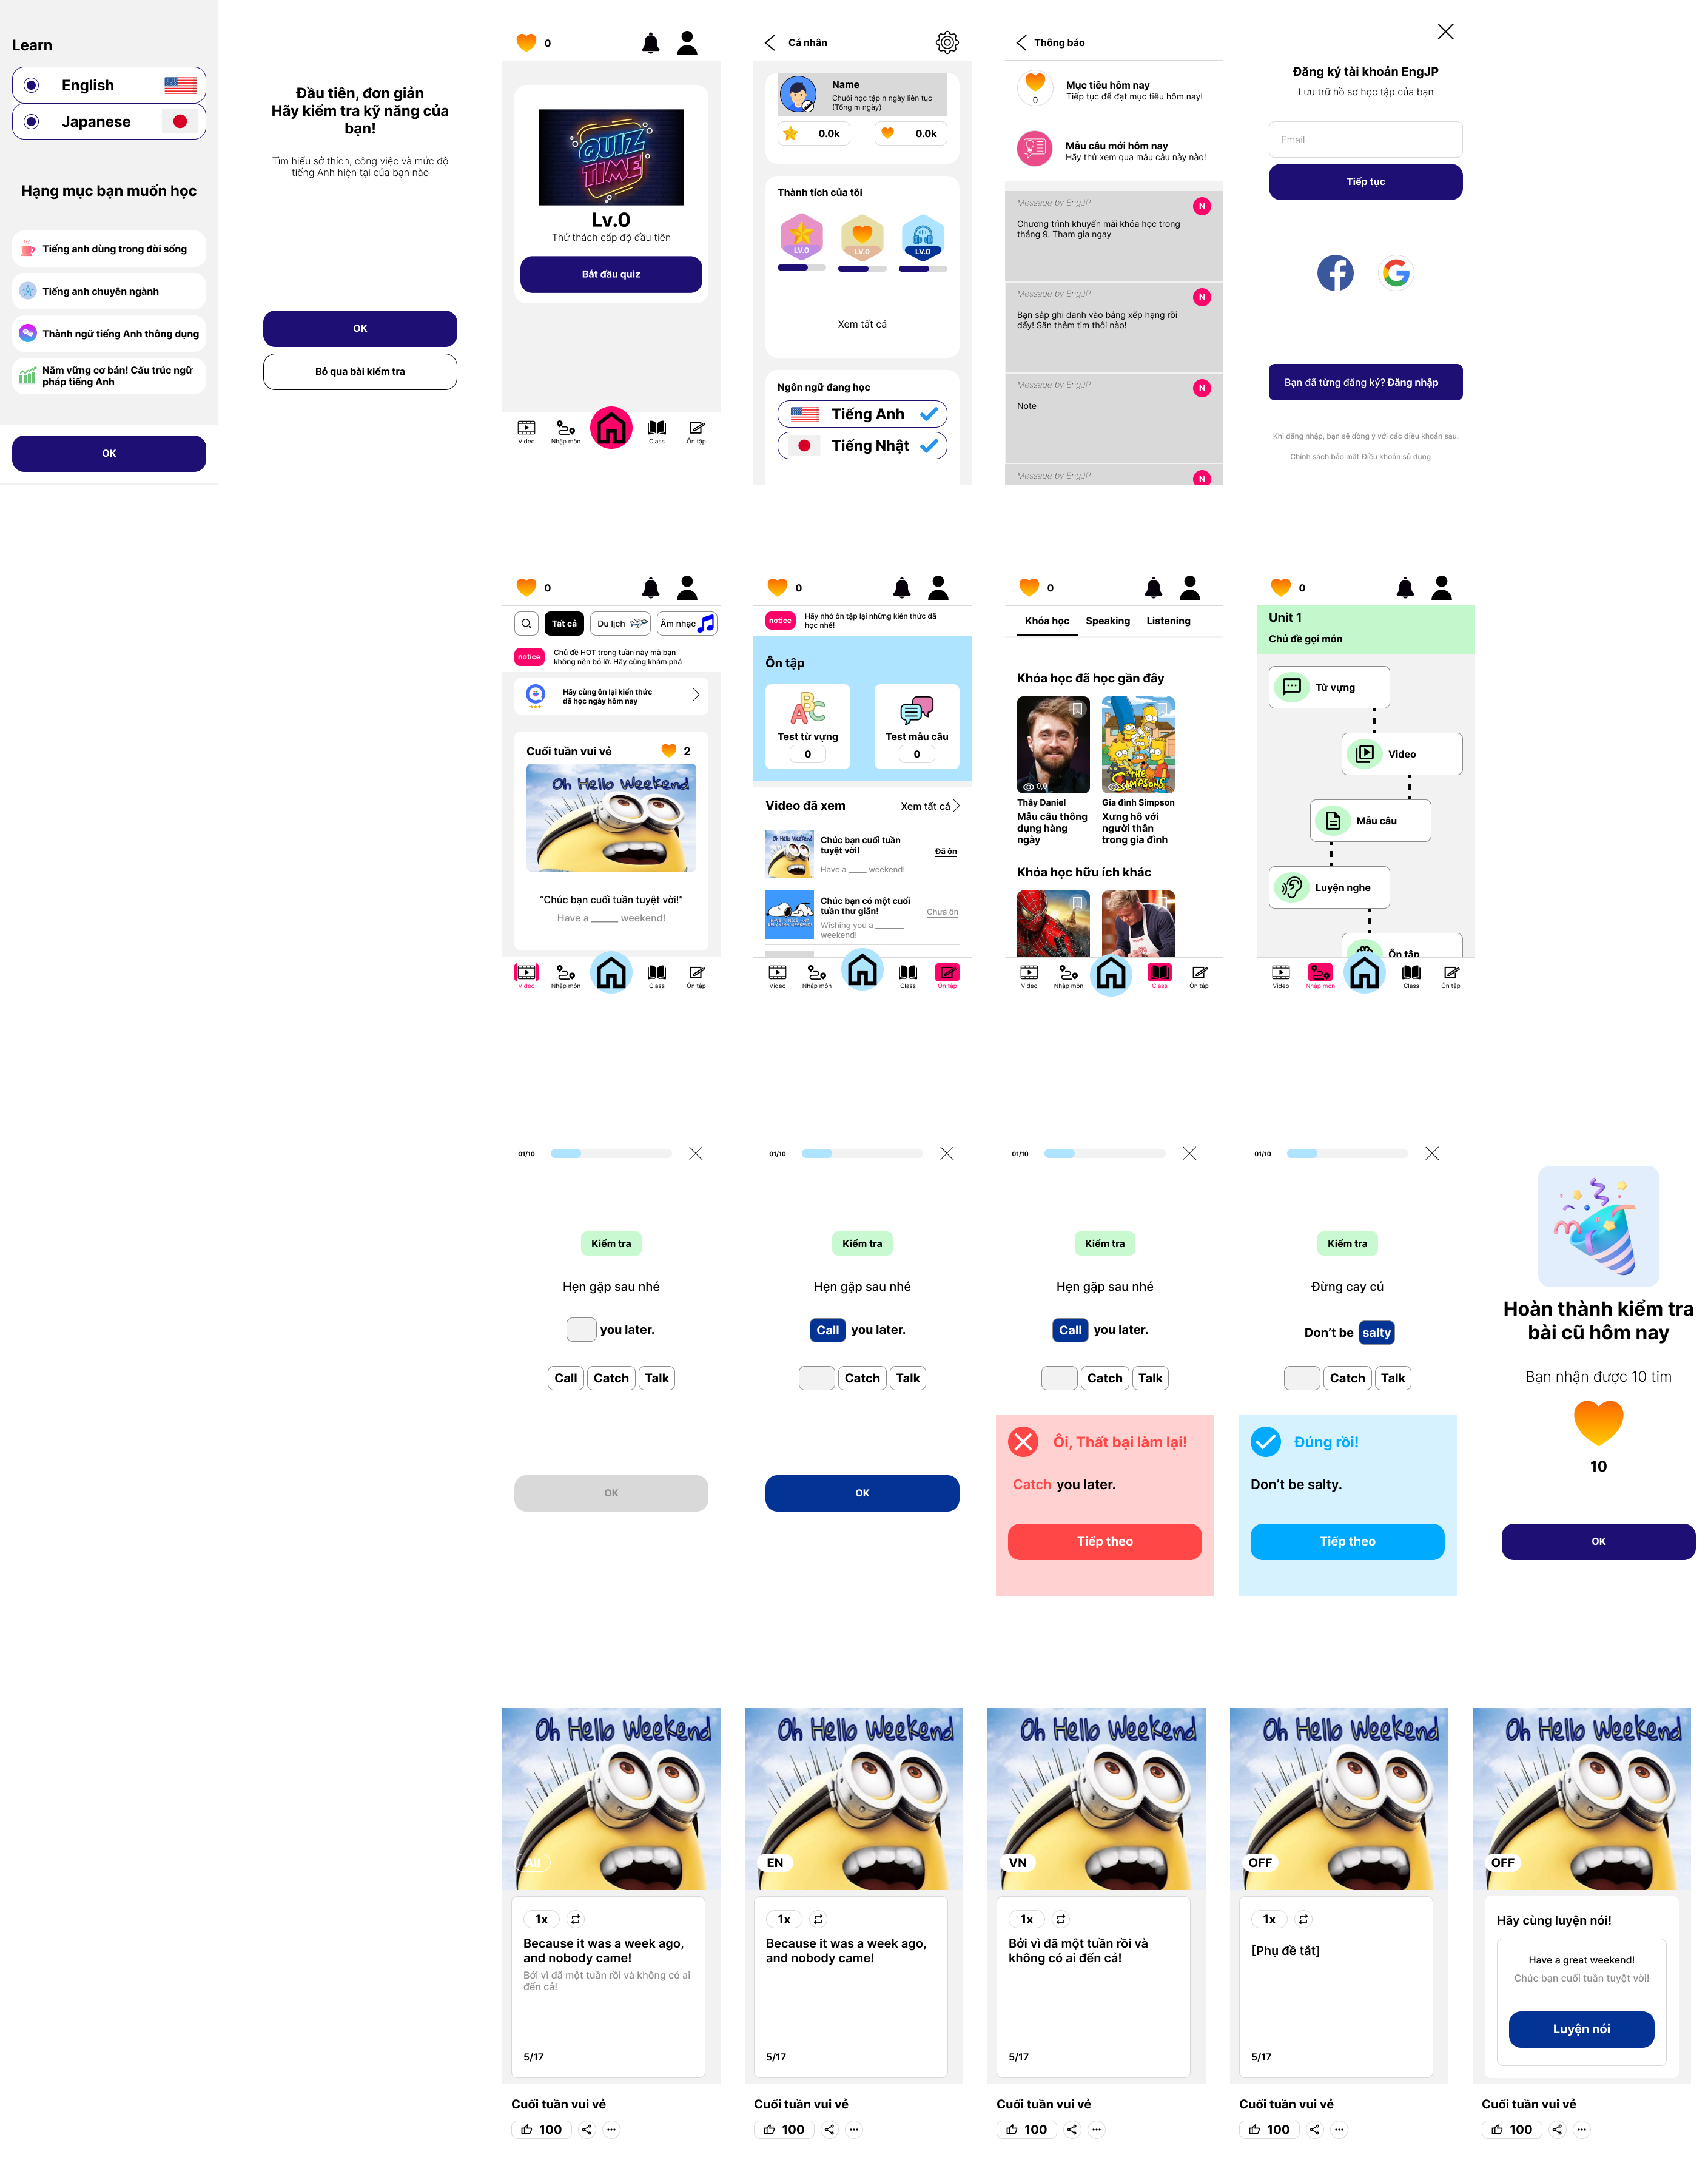 Learn
English
Japanese
Hạng mục bạn muốn học
Tiếng anh dùng trong đời sống
Tiếng anh chuyên ngành
Thành ngữ tiếng Anh thông dụng
Nắm vững cơ bản! Cấu trúc ngữ
pháp tiếng Anh
OK
Đầu tiên, đơn giản
Hãy kiểm tra kỹ năng của
bạn!
Tìm hiểu sở thích, công việc và mức độ
tiếng Anh hiện tại của bạn nào
OK
Bỏ qua bài kiểm tra
0
QUIZ
TIME
Lv.0
Thử thách cấp độ đầu tiên
Bắt đầu quiz
Video
Nhập môn
Class
Ôn tập
Cá nhân
Name
Chuỗi học tập n ngày liên tục
(Tổng m ngày)
0.0k
0.0k
Thành tích của tôi
LV.0
LV.0
LV.0
Xem tất cả
Ngôn ngữ đang học
Tiếng Anh
Tiếng Nhật
Thông báo
Mục tiêu hôm nay
Tiếp tục để đạt mục tiêu hôm nay!
0
Mẫu câu mới hôm nay
Hãy thử xem qua mẫu câu này nào!
Message by EngJP
N
Chương trình khuyến mãi khóa học trong
tháng 9. Tham gia ngay
Message by EngJP
N
Bạn sắp ghi danh vào bảng xếp hạng rồi
đấy! Săn thêm tim thôi nào!
Message by EngJP
N
Note
Message by EngJP
N
Đăng ký tài khoản EngJP
Lưu trữ hồ sơ học tập của bạn
Email
Tiếp tục
Bạn đã từng đăng ký? Đăng nhập
Khi đăng nhập, bạn sẽ đồng ý với các điều khoản sau.
Chính sách bảo mật Điều khoản sử dụng
0
Tất cả
Du lịch
Âm nhạc
notice
Chủ đề HOT trong tuần này mà bạn
không nên bỏ lỡ. Hãy cùng khám phá
Hãy cùng ôn lại kiến thức
đã học ngày hôm nay
Cuối tuần vui vẻ
2
Oh Hello Weekend
“Chúc bạn cuối tuần tuyệt vời!”
Have a ______ weekend!
Video
Nhập môn
Class
Ôn tập
0
notice
Hãy nhớ ôn tập lại những kiến thức đã
học nhé!
Ôn tập
Test từ vựng
0
Test mẫu câu
0
Video đã xem
Xem tất cả
Oh Hello Weekend
Chúc bạn cuối tuần
tuyệt vời!
Have a ____ weekend!
Đã ôn
Chúc bạn có một cuối
tuần thư giãn!
Wishing you a ______
weekend!
Chưa ôn
Video
Nhập môn
Class
Ôn tập
0
Khóa học
Speaking
Listening
Khóa học đã học gần đây
0,0
THE SIMPSONS
Thầy Daniel
Mẫu câu thông
dụng hàng
ngày
Gia đình Simpson
Xưng hô với
người thân
trong gia đình
Khóa học hữu ích khác
Video
Nhập môn
Class
Ôn tập
0
Unit 1
Chủ đề gọi món
Từ vựng
Video
Mẫu câu
Luyện nghe
Ôn tập
Video
Nhập môn
Class
Ôn tập
01/10
Kiểm tra
Hẹn gặp sau nhé
you later.
Call
Catch
Talk
OK
01/10
Kiểm tra
Hẹn gặp sau nhé
Call you later.
Catch
Talk
OK
01/10
Kiểm tra
Hẹn gặp sau nhé
Call you later.
Catch
Talk
Ôi, Thất bại làm lại!
Catch you later.
Tiếp theo
01/10
Kiểm tra
Đừng cay cú
Don't be salty
Catch
Talk
Đúng rồi!
Don't be salty.
Tiếp theo
Hoàn thành kiểm tra
bài cũ hôm nay
Bạn nhận được 10 tim
10
OK
Oh Hello Weekend
All
1x
Because it was a week ago,
and nobody came!
Bởi vì đã một tuần rồi và không có ai
đến cả!
5/17
Cuối tuần vui vẻ
100
Oh Hello Weekend
EN
1x
Because it was a week ago,
and nobody came!
5/17
Cuối tuần vui vẻ
100
Oh Hello Weekend
VN
1x
Bởi vì đã một tuần rồi và
không có ai đến cả!
5/17
Cuối tuần vui vẻ
100
Oh Hello Weekend
OFF
1x
[Phụ đề tắt]
5/17
Cuối tuần vui vẻ
100
Oh Hello Weekend
OFF
Hãy cùng luyện nói!
Have a great weekend!
Chúc bạn cuối tuần tuyệt vời!
Luyện nói
Cuối tuần vui vẻ
100